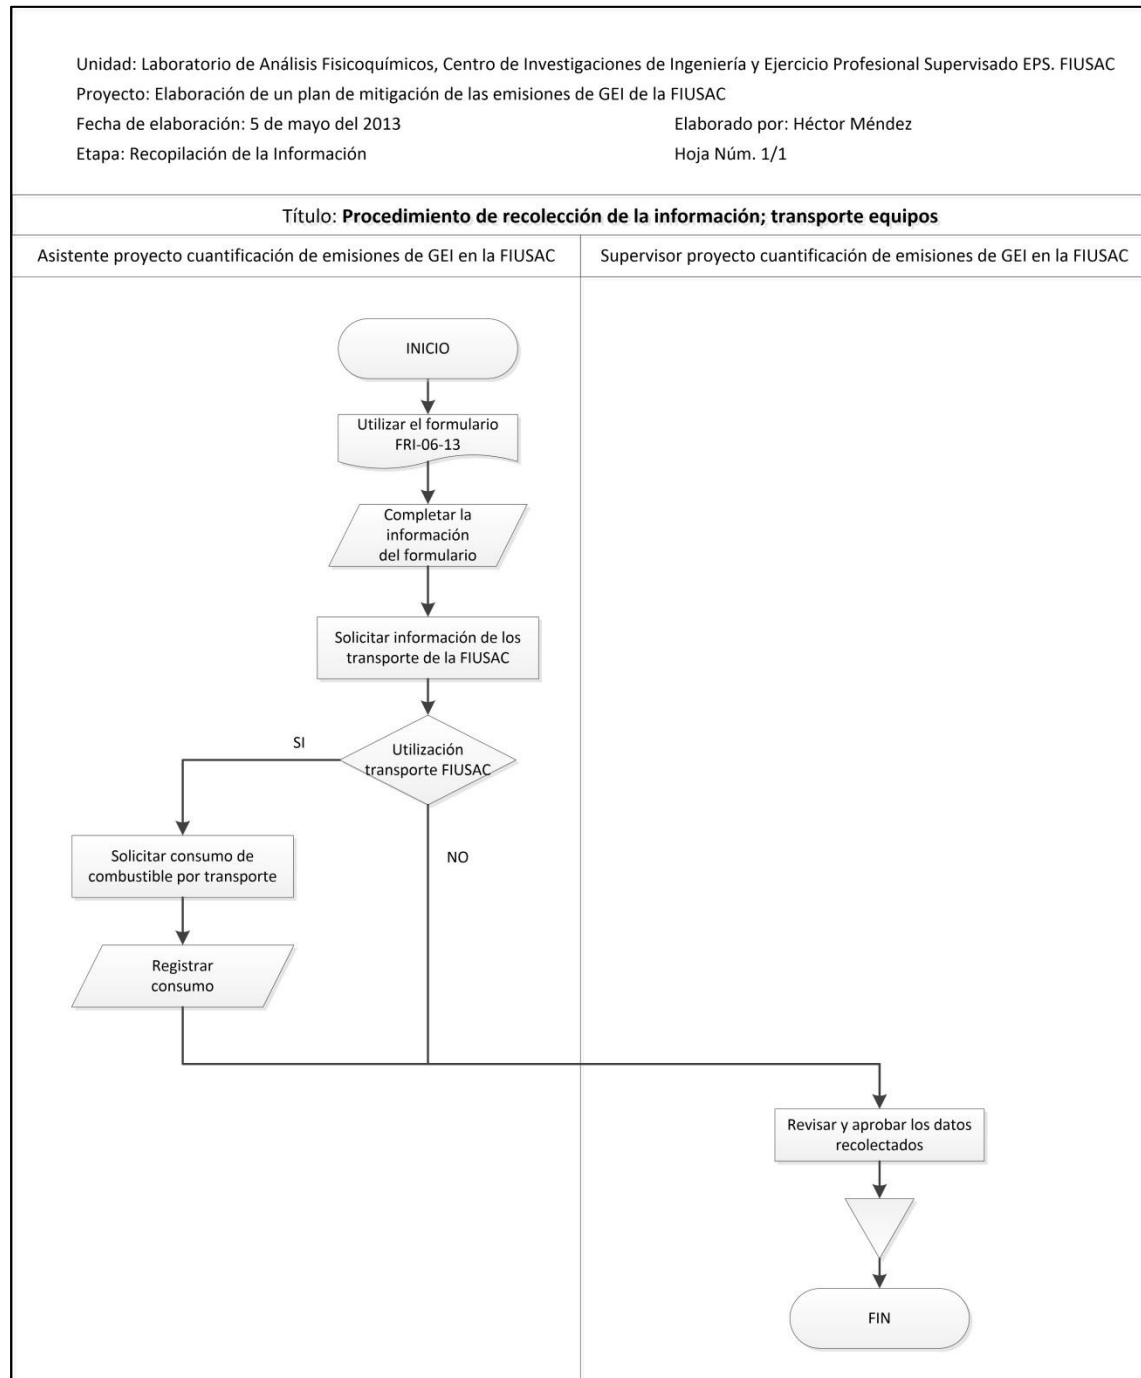 Unidad: Laboratorio de Análisis Fisicoquímicos, Centro de Investigaciones de Ingeniería y Ejercicio Profesional Supervisado EPS. FIUSAC
Proyecto: Elaboración de un plan de mitigación de las emisiones de GEI de la FIUSAC
Fecha de elaboración: 5 de mayo del 2013
Elaborado por: Héctor Méndez
Etapa: Recopilación de la Información
Hoja Núm. 1/1
Título: Procedimiento de recolección de la información; transporte equipos
Asistente proyecto cuantificación de emisiones de GEI en la FIUSAC
Supervisor proyecto cuantificación de emisiones de GEI en la FIUSAC
INICIO
Utilizar el formulario
FRI-06-13
Completar la
información
del formulario
Solicitar información de los
transporte de la FIUSAC
SI
Utilización
transporte FIUSAC
Solicitar consumo de
combustible por transporte
NO
Registrar
consumo
Revisar y aprobar los datos
recolectados
FIN